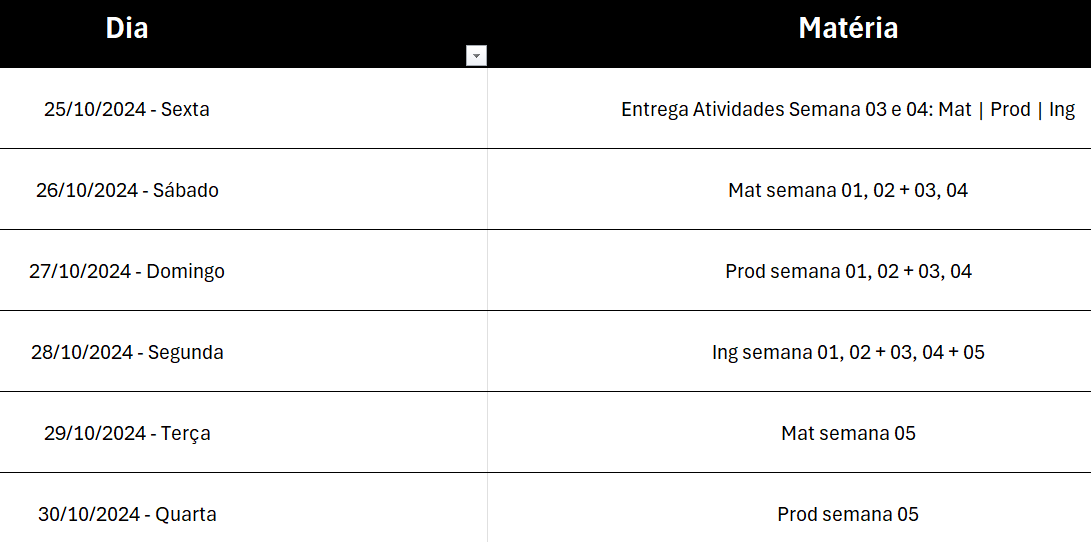 Dia Matéria
25/10/2024 - Sexta Entrega Atividades Semana 03 e 04: Mat | Prod | Ing
26/10/2024 - Sábado Mat semana 01, 02 + 03, 04
27/10/2024 - Domingo Prod semana 01, 02 + 03, 04
28/10/2024 - Segunda Ing semana 01, 02 + 03, 04 + 05
29/10/2024 - Terça Mat semana 05
30/10/2024 - Quarta Prod semana 05